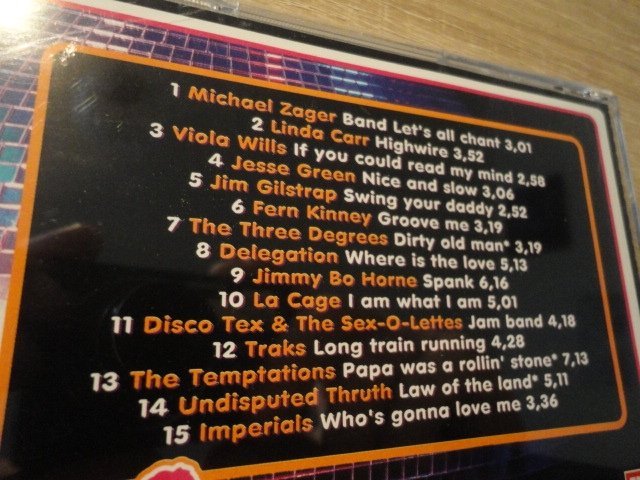 1 Michael Zager Band Let's all chant 3,01
2 Linda Carr Highwire 3,52
3 Viola Wills If you could read my mind 2,58
4 Jesse Green Nice and slow 3,06
5 Jim Gilstrap Swing your daddy 2,52
6 Fern Kinney Groove me 3,19
7 The Three Degrees Dirty old man* 3,19
8 Delegation Where is the love 5,13
9 Jimmy Bo Horne Spank 6,16
10 La Cage I am what I am 5,01
11 Disco Tex & The Sex-O-Lettes Jam band 4,18
12 Traks Long train running 4,28
13 The Temptations Papa was a rollin' stone* 7,13
14 Undisputed Thruth Law of the land* 5,11
15 Imperials Who's gonna love me 3,36